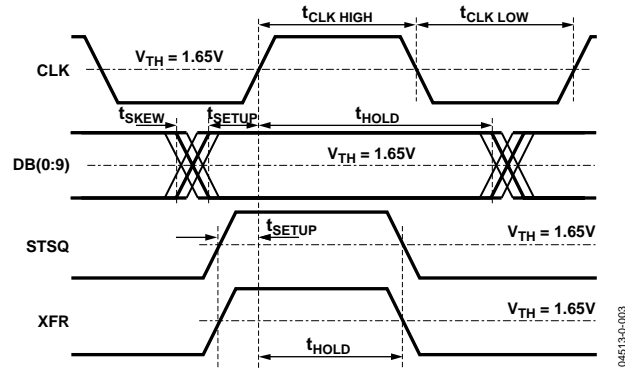 tCLK HIGH
tCLK LOW
CLK
VTH = 1.65V
tSKEW
tSETUP
tHOLD
DB(0:9)
VTH = 1.65V
STSQ
tSETUP
VTH = 1.65V
XFR
VTH = 1.65V
tHOLD
04513-0-003